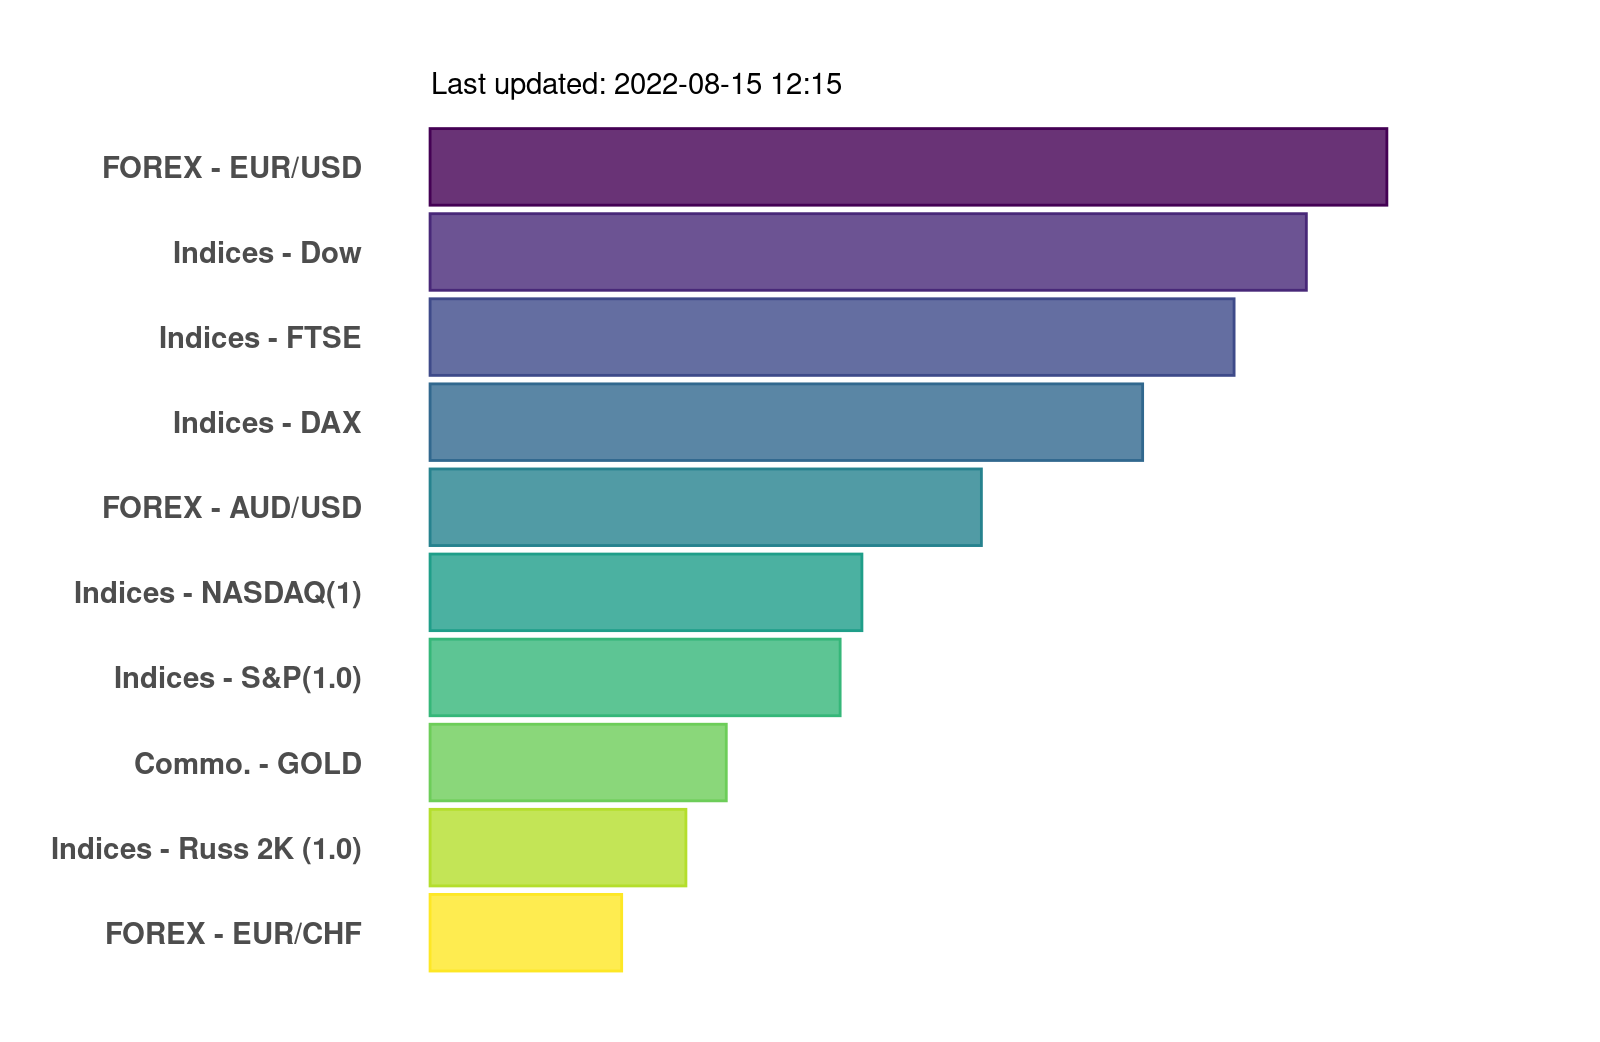 Last updated: 2022-08-15 12:15
FOREX - EUR/USD
Indices - Dow
Indices - FTSE
Indices - DAX
FOREX - AUD/USD
Indices - NASDAQ(1)
Indices - S&P(1.0)
Commo. - GOLD
Indices - Russ 2K (1.0)
FOREX - EUR/CHF